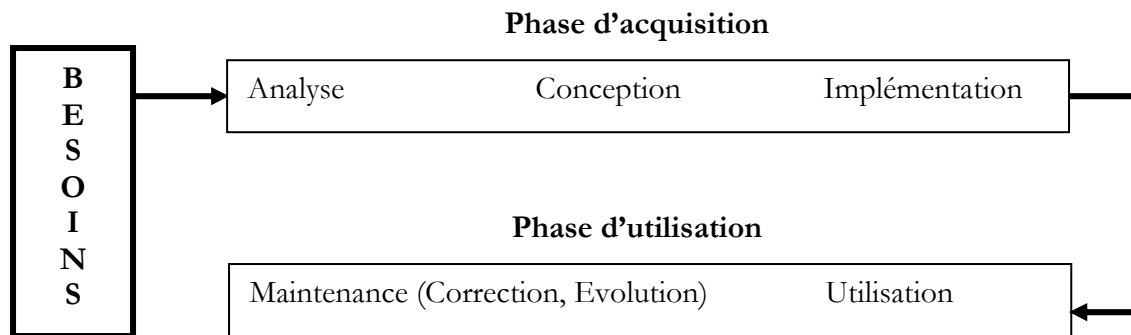 Phase d'acquisition
B
E
S
O
I
N
S
Analyse Conception Implémentation
Phase d'utilisation
Maintenance (Correction, Evolution) Utilisation